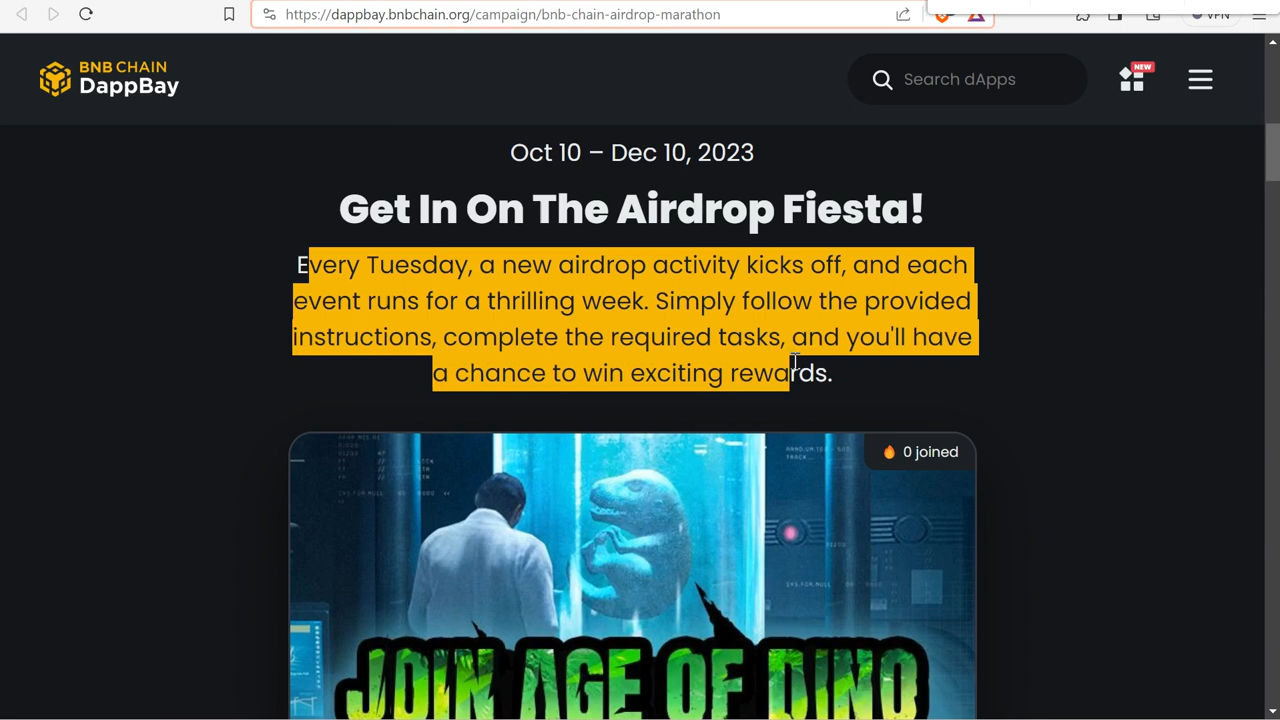 https://dappbay.bnbchain.org/campaign/bnb-chain-airdrop-marathon
VPN
BNB CHAIN
DappBay
Search dApps
NEW
Oct 10 – Dec 10, 2023
Get In On The Airdrop Fiesta!
Every Tuesday, a new airdrop activity kicks off, and each
event runs for a thrilling week. Simply follow the provided
instructions, complete the required tasks, and you'll have
a chance to win exciting rewards.
0 joined
JOIN AGE OF DINO